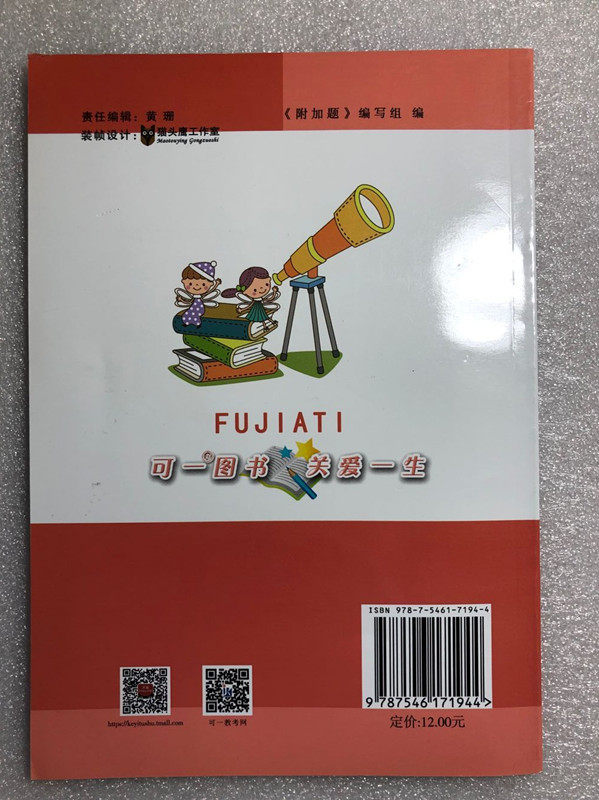 责任编辑：黄 珊
《附加题》编写组 编
装帧设计：猫头鹰工作室
Maotouying Gongzuoshi
FUJIATI
可一图书 关爱一生
ISBN 978-7-5461-7194-4
9 787546 171944 >
定价:12.00元
https://keyitushu.tmall.com
可一教考网